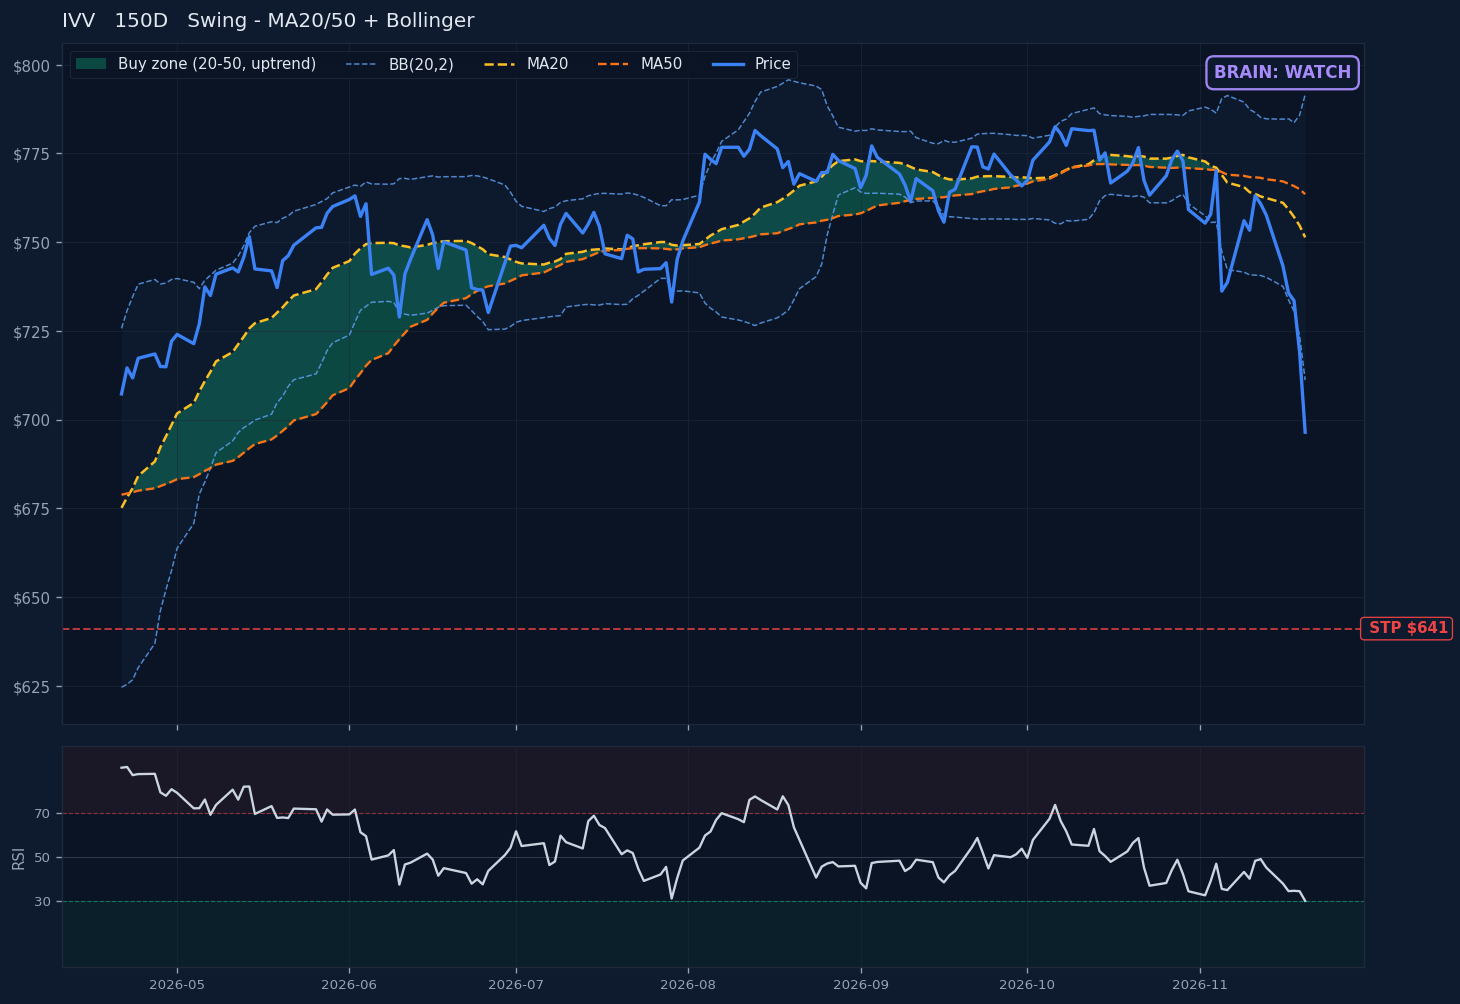 IVV   150D   Swing - MA20/50 + Bollinger
Buy zone (20-50, uptrend)   BB(20,2)   MA20   MA50   Price
BRAIN: WATCH
$800
$775
$750
$725
$700
$675
$650
$625
STP $641
RSI
70
50
30
2026-05   2026-06   2026-07   2026-08   2026-09   2026-10   2026-11